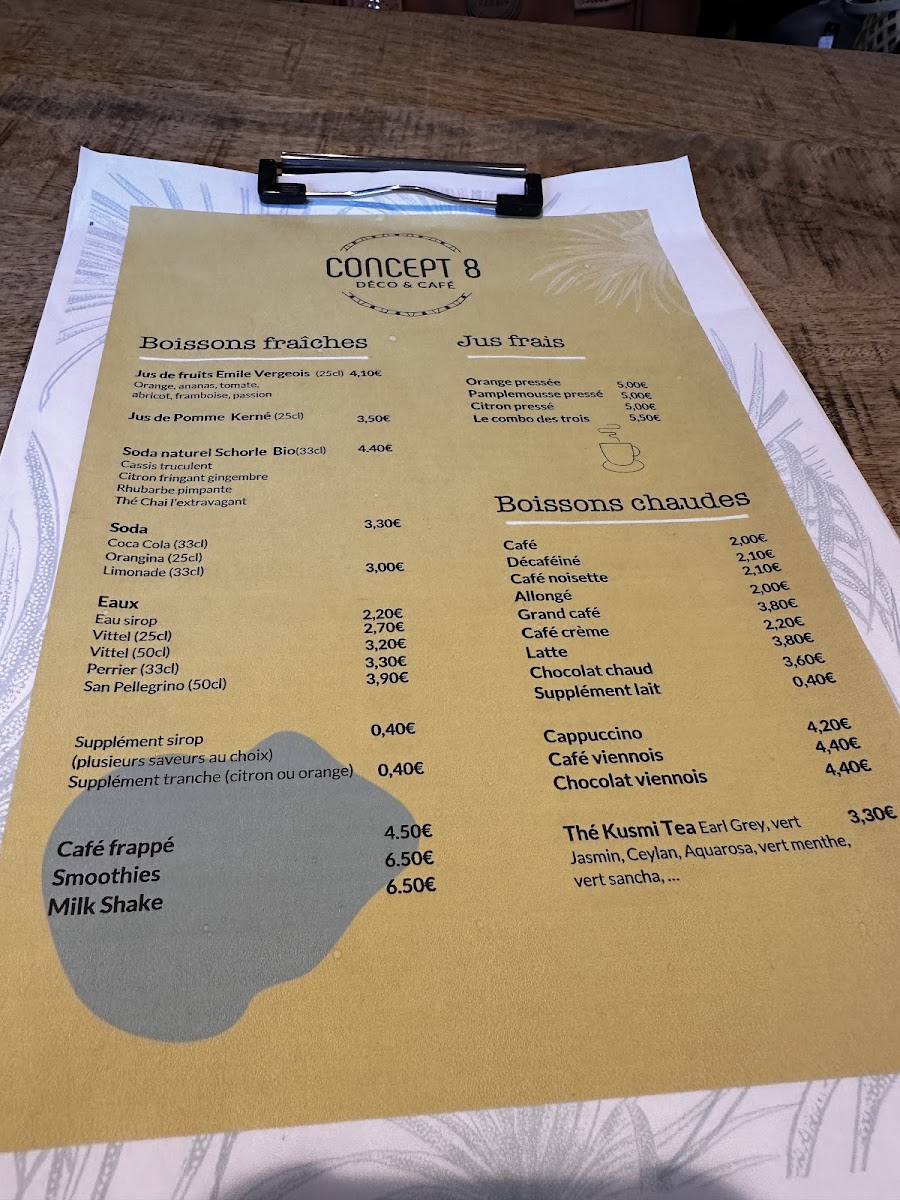 CONCEPT 8
DÉCO & CAFÉ
Boissons fraîches
Jus de fruits Emile Vergeois (25cl) 4,10€
Orange, ananas, tomate,
abricot, framboise, passion
Jus de Pomme Kerné (25cl) 3,50€
Soda naturel Schorle Bio(33cl) 4.40€
Cassis truculent
Citron fringant gingembre
Rhubarbe pimpante
Thé Chai l'extravagant
Soda 3,30€
Coca Cola (33cl)
Orangina (25cl)
Limonade (33cl) 3,00€
Eaux
Eau sirop 2,20€
Vittel (25cl) 2,70€
Vittel (50cl) 3,20€
Perrier (33cl) 3,30€
San Pellegrino (50cl) 3,90€
Supplément sirop 0,40€
(plusieurs saveurs au choix)
Supplément tranche (citron ou orange) 0,40€
Café frappé 4.50€
Smoothies 6.50€
Milk Shake 6.50€
Jus frais
Orange pressée 5,00€
Pamplemousse pressé 5,00€
Citron pressé 5,00€
Le combo des trois 5,50€
Boissons chaudes
Café 2,00€
Décaféiné 2,10€
Café noisette 2,10€
Allongé 2,00€
Grand café 3,80€
Café crème 2,20€
Latte 3,80€
Chocolat chaud 3,60€
Supplément lait 0,40€
Cappuccino 4,20€
Café viennois 4,40€
Chocolat viennois 4,40€
Thé Kusmi Tea Earl Grey, vert 3,30€
Jasmin, Ceylan, Aquarosa, vert menthe,
vert sancha, ...